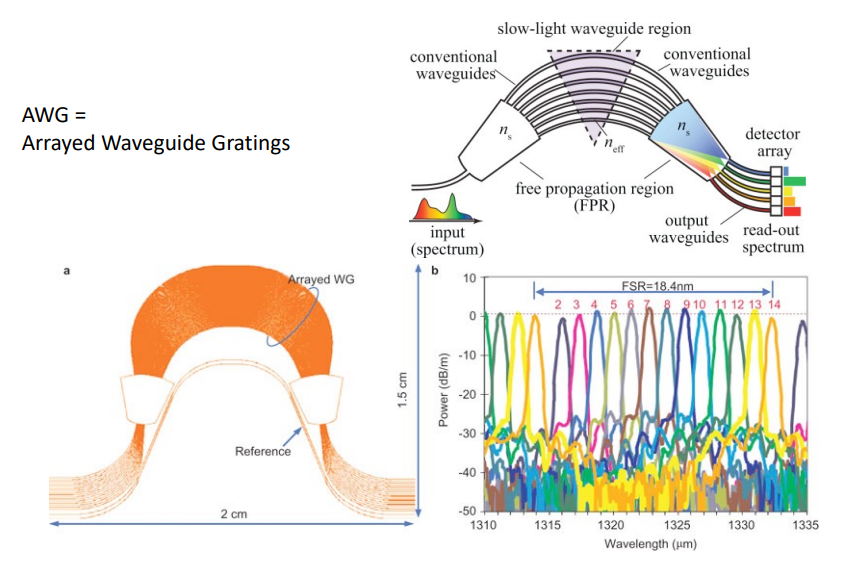 AWG =
Arrayed Waveguide Gratings
slow-light waveguide region
conventional
waveguides
conventional
waveguides
n_s
n_s
n_eff
detector
array
free propagation region
(FPR)
input
(spectrum)
output
waveguides
read-out
spectrum
a
Arrayed WG
Reference
1.5 cm
2 cm
b
FSR=18.4nm
2 3 4 5 6 7 8 9 10 11 12 13 14
10
0
-10
-20
-30
-40
-50
Power (dB/m)
1310 1315 1320 1325 1330 1335
Wavelength (μm)